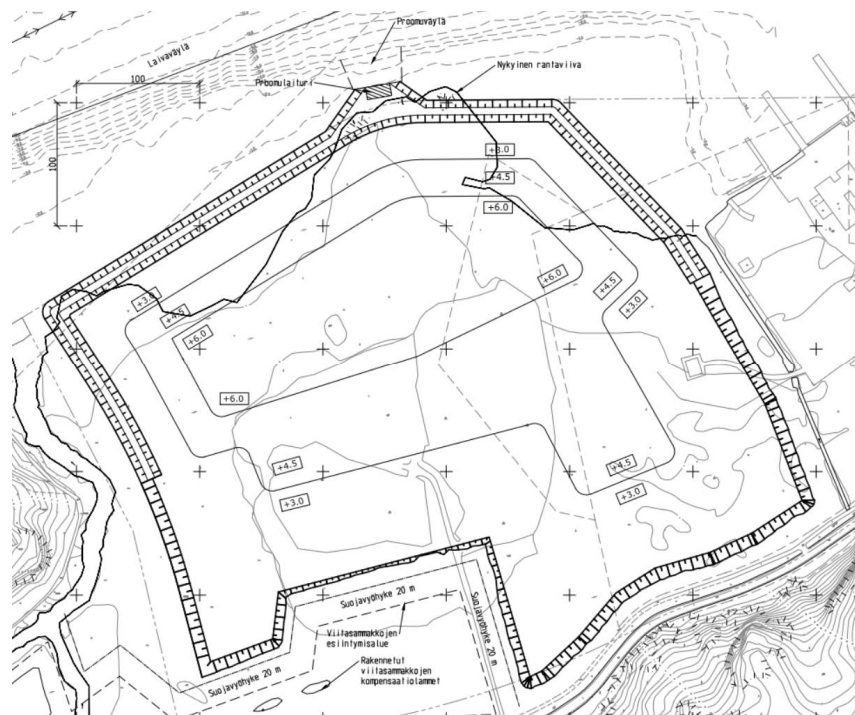 Proomuväylä
Laivaväylä
Nykyinen rantaviiva
100
Proomulaituri
100
+3.0
+4.5
+6.0
+6.0
+4.5
+3.0
+3.0
+4.5
+6.0
+6.0
+4.5
+3.0
+4.5
+3.0
Suojavyöhyke 20 m
Suojavyöhyke 20 m
Viitasammakkojen
esiintymisalue
Rakennetut
viitasammakkojen
kompensaatiolammet
Suojavyöhyke 20 m